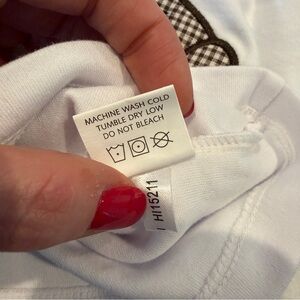 MACHINE WASH COLD
TUMBLE DRY LOW
DO NOT BLEACH
HI15211